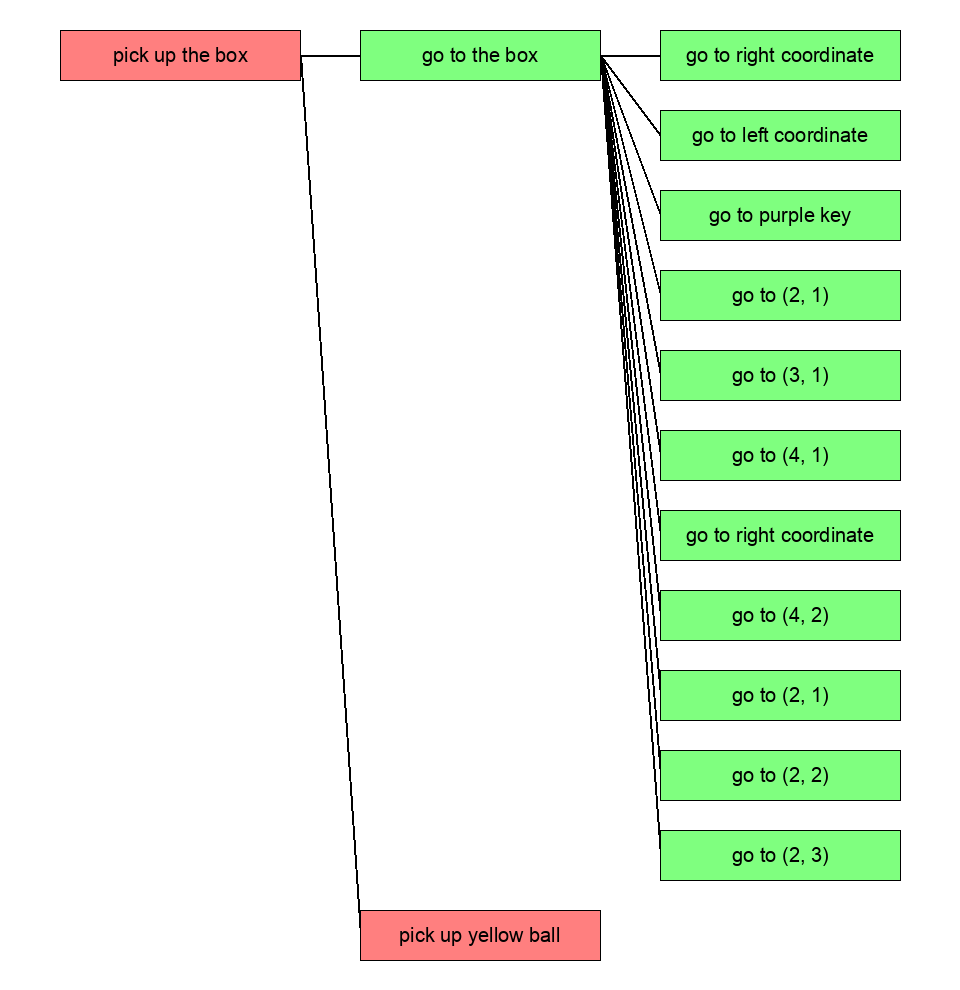 pick up the box
go to the box
go to right coordinate
go to left coordinate
go to purple key
go to (2, 1)
go to (3, 1)
go to (4, 1)
go to right coordinate
go to (4, 2)
go to (2, 1)
go to (2, 2)
go to (2, 3)
pick up yellow ball